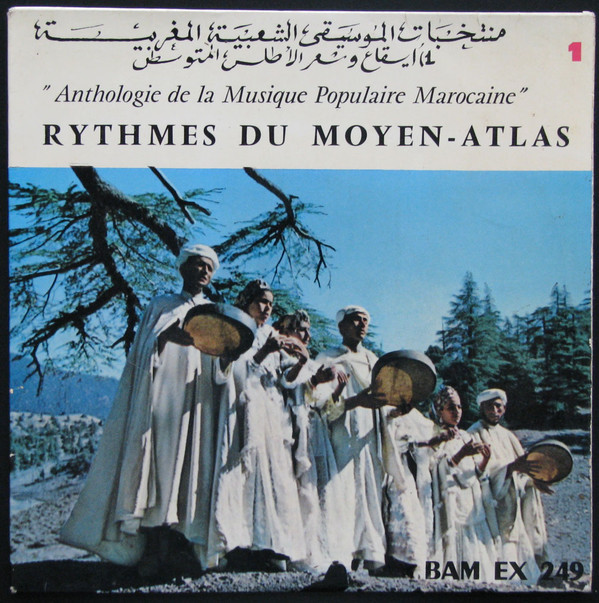 منتخبات الموسيقى الشعبية المغربية
1) ايقاع وشعر الأطلس المتوسطي
1
"Anthologie de la Musique Populaire Marocaine"
RYTHMES DU MOYEN-ATLAS
BAM EX 249